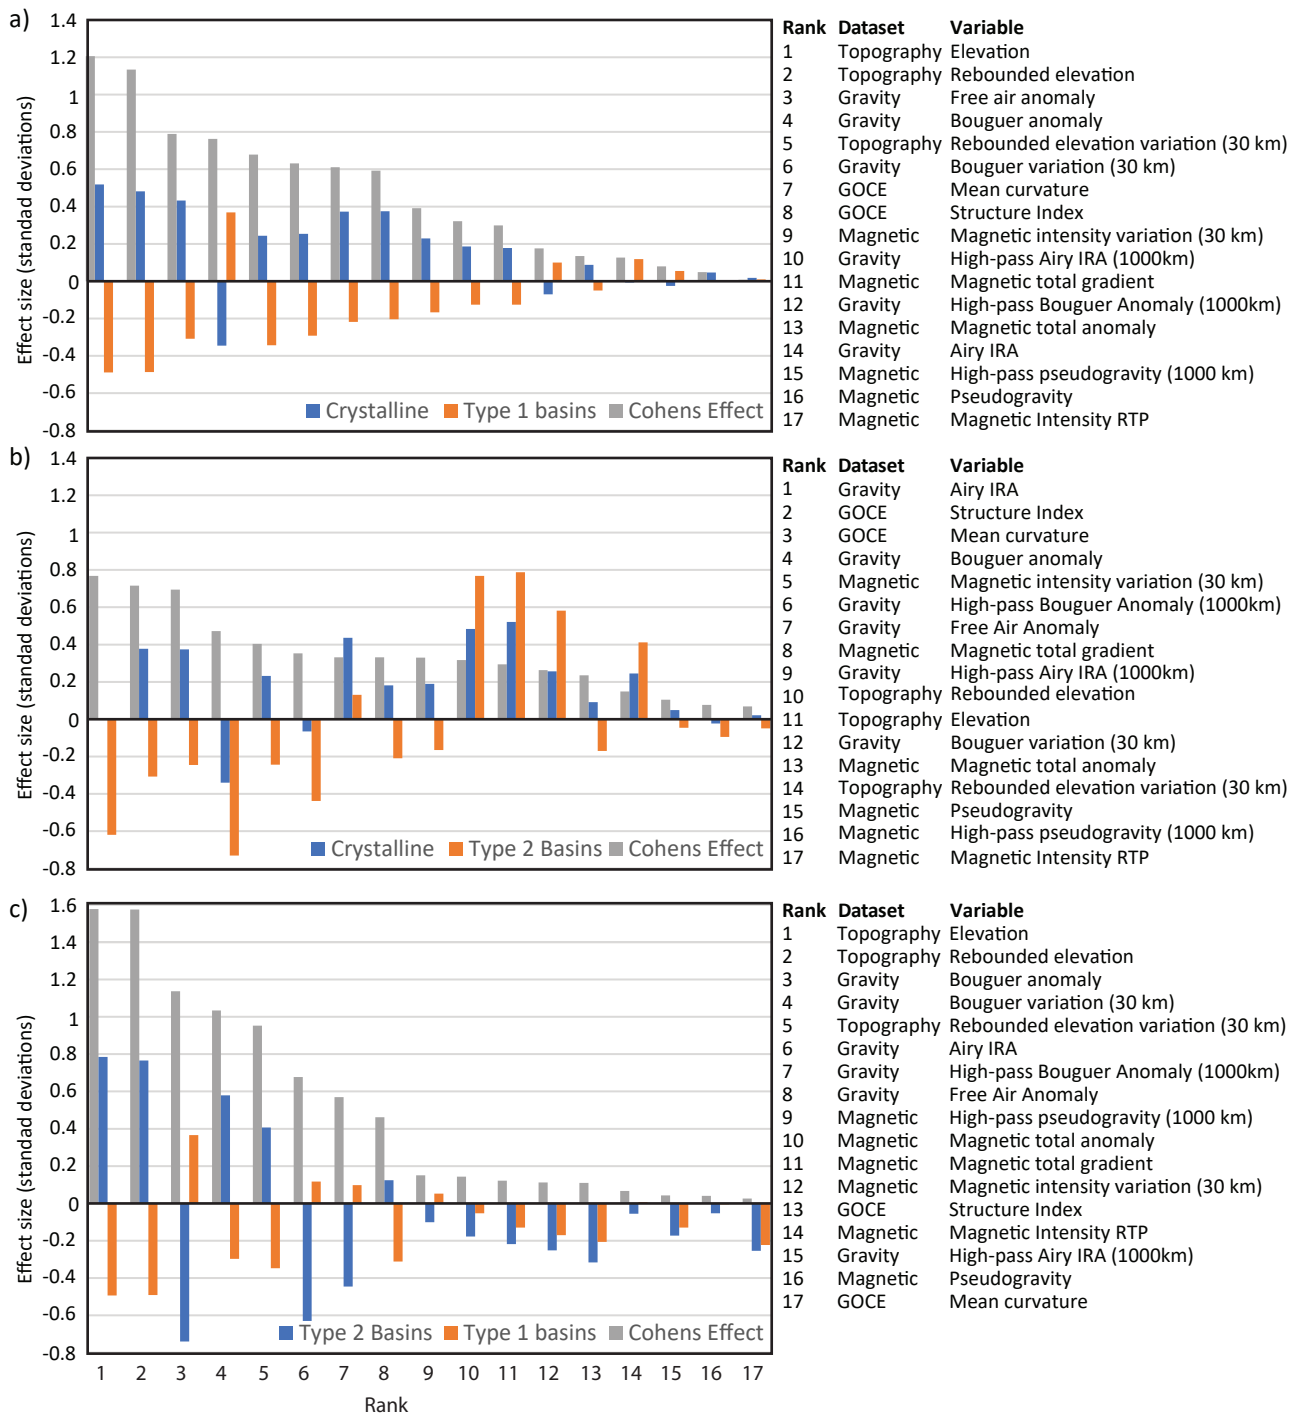 a)
1.4
1.2
1
0.8
0.6
0.4
0.2
0
-0.2
-0.4
-0.6
-0.8
Effect size (standad deviations)
Crystalline Type 1 basins Cohens Effect
Rank Dataset Variable
1 Topography Elevation
2 Topography Rebounded elevation
3 Gravity Free air anomaly
4 Gravity Bouguer anomaly
5 Topography Rebounded elevation variation (30 km)
6 Gravity Bouguer variation (30 km)
7 GOCE Mean curvature
8 GOCE Structure Index
9 Magnetic Magnetic intensity variation (30 km)
10 Gravity High-pass Airy IRA (1000km)
11 Magnetic Magnetic total gradient
12 Gravity High-pass Bouguer Anomaly (1000km)
13 Magnetic Magnetic total anomaly
14 Gravity Airy IRA
15 Magnetic High-pass pseudogravity (1000 km)
16 Magnetic Pseudogravity
17 Magnetic Magnetic Intensity RTP
b)
1.4
1.2
1
0.8
0.6
0.4
0.2
0
-0.2
-0.4
-0.6
-0.8
Effect size (standad deviations)
Crystalline Type 2 Basins Cohens Effect
Rank Dataset Variable
1 Gravity Airy IRA
2 GOCE Structure Index
3 GOCE Mean curvature
4 Gravity Bouguer anomaly
5 Magnetic Magnetic intensity variation (30 km)
6 Gravity High-pass Bouguer Anomaly (1000km)
7 Gravity Free Air Anomaly
8 Magnetic Magnetic total gradient
9 Gravity High-pass Airy IRA (1000km)
10 Topography Rebounded elevation
11 Topography Elevation
12 Gravity Bouguer variation (30 km)
13 Magnetic Magnetic total anomaly
14 Topography Rebounded elevation variation (30 km)
15 Magnetic Pseudogravity
16 Magnetic High-pass pseudogravity (1000 km)
17 Magnetic Magnetic Intensity RTP
c)
1.6
1.4
1.2
1
0.8
0.6
0.4
0.2
0
-0.2
-0.4
-0.6
-0.8
Effect size (standad deviations)
Type 2 Basins Type 1 basins Cohens Effect
1 2 3 4 5 6 7 8 9 10 11 12 13 14 15 16 17
Rank
Rank Dataset Variable
1 Topography Elevation
2 Topography Rebounded elevation
3 Gravity Bouguer anomaly
4 Gravity Bouguer variation (30 km)
5 Topography Rebounded elevation variation (30 km)
6 Gravity Airy IRA
7 Gravity High-pass Bouguer Anomaly (1000km)
8 Gravity Free Air Anomaly
9 Magnetic High-pass pseudogravity (1000 km)
10 Magnetic Magnetic total anomaly
11 Magnetic Magnetic total gradient
12 Magnetic Magnetic intensity variation (30 km)
13 GOCE Structure Index
14 Magnetic Magnetic Intensity RTP
15 Gravity High-pass Airy IRA (1000km)
16 Magnetic Pseudogravity
17 GOCE Mean curvature